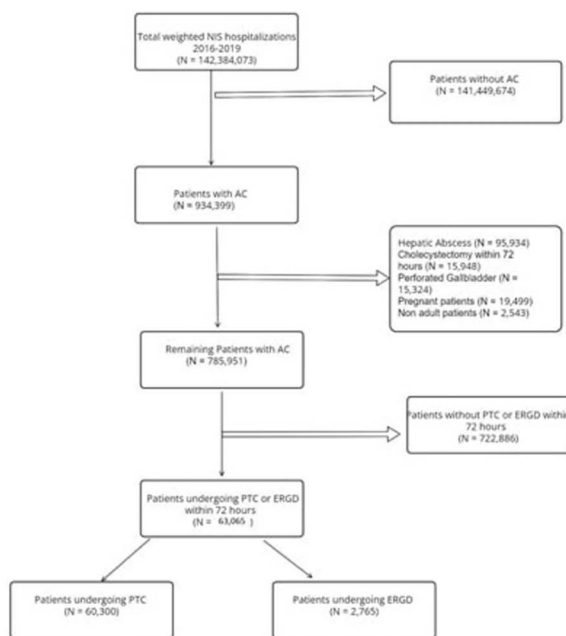 Total weighted NIS hospitalizations
2016-2019
(N = 142,384,073)
Patients without AC
(N = 141,449,674)
Patients with AC
(N = 934,399)
Hepatic Abscess (N = 95,934)
Cholecystectomy within 72
hours (N = 15,948)
Perforated Gallbladder (N =
15,324)
Pregnant patients (N = 19,499)
Non adult patients (N = 2,543)
Remaining Patients with AC
(N = 785,951)
Patients without PTC or ERGD within
72 hours
(N = 722,886)
Patients undergoing PTC or ERGD
within 72 hours
(N = 63,065 )
Patients undergoing PTC
(N = 60,300)
Patients undergoing ERGD
(N = 2,765)